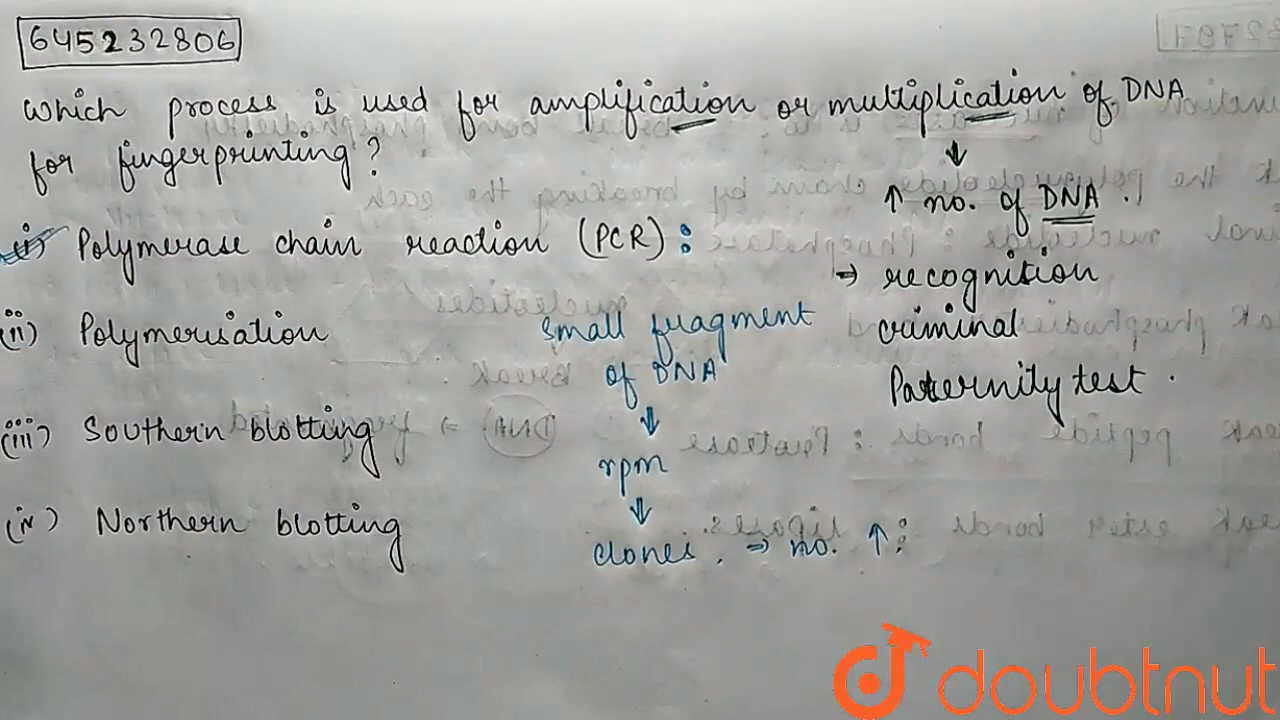 645232806
Which process is used for amplification or multiplication of DNA
for fingerprinting?
↓
↑ no. of DNA.
(i) Polymerase chain reaction (PCR):
⇒ recognition
criminal
Paternity test.
(ii) Polymerisation
small fragment
of DNA
↓
rpm
↓
clones. ⇒ no. ↑:
(iii) Southern blotting
(iv) Northern blotting
doubtnut